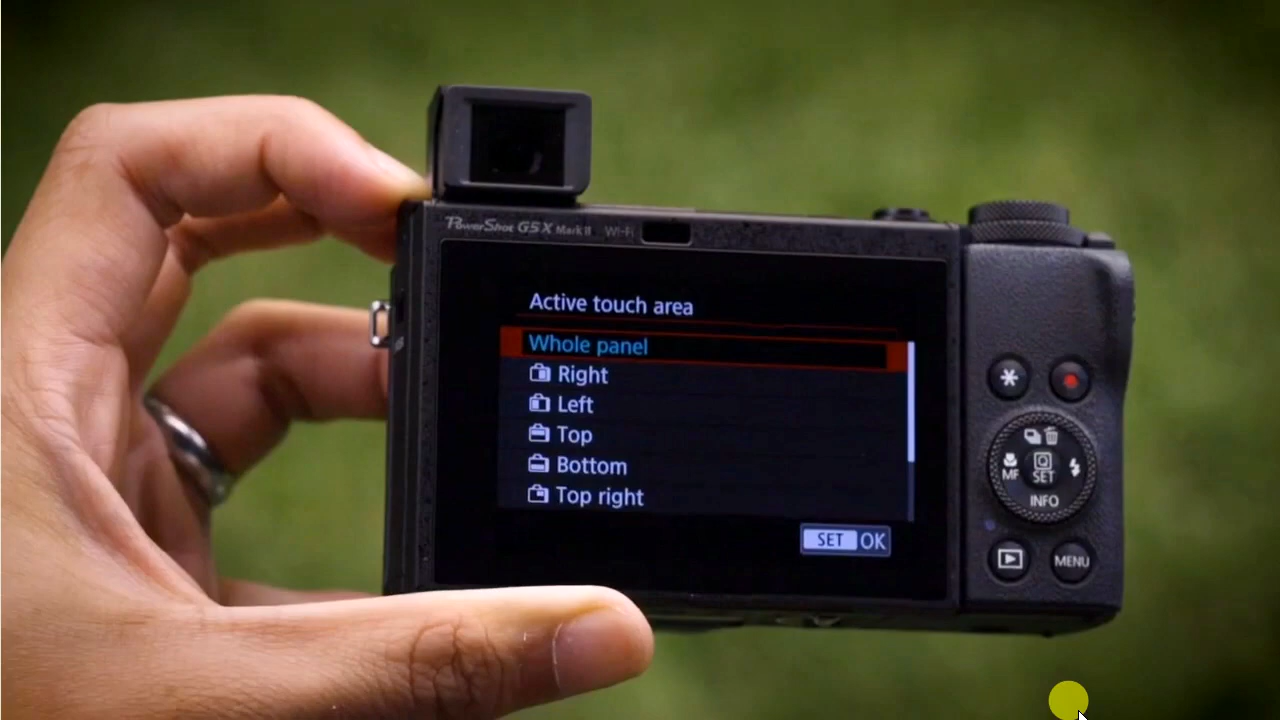 PowerShot G5X Mark II Wi-Fi
Active touch area
Whole panel
Right
Left
Top
Bottom
Top right
SET OK
MF
Q
SET
INFO
MENU